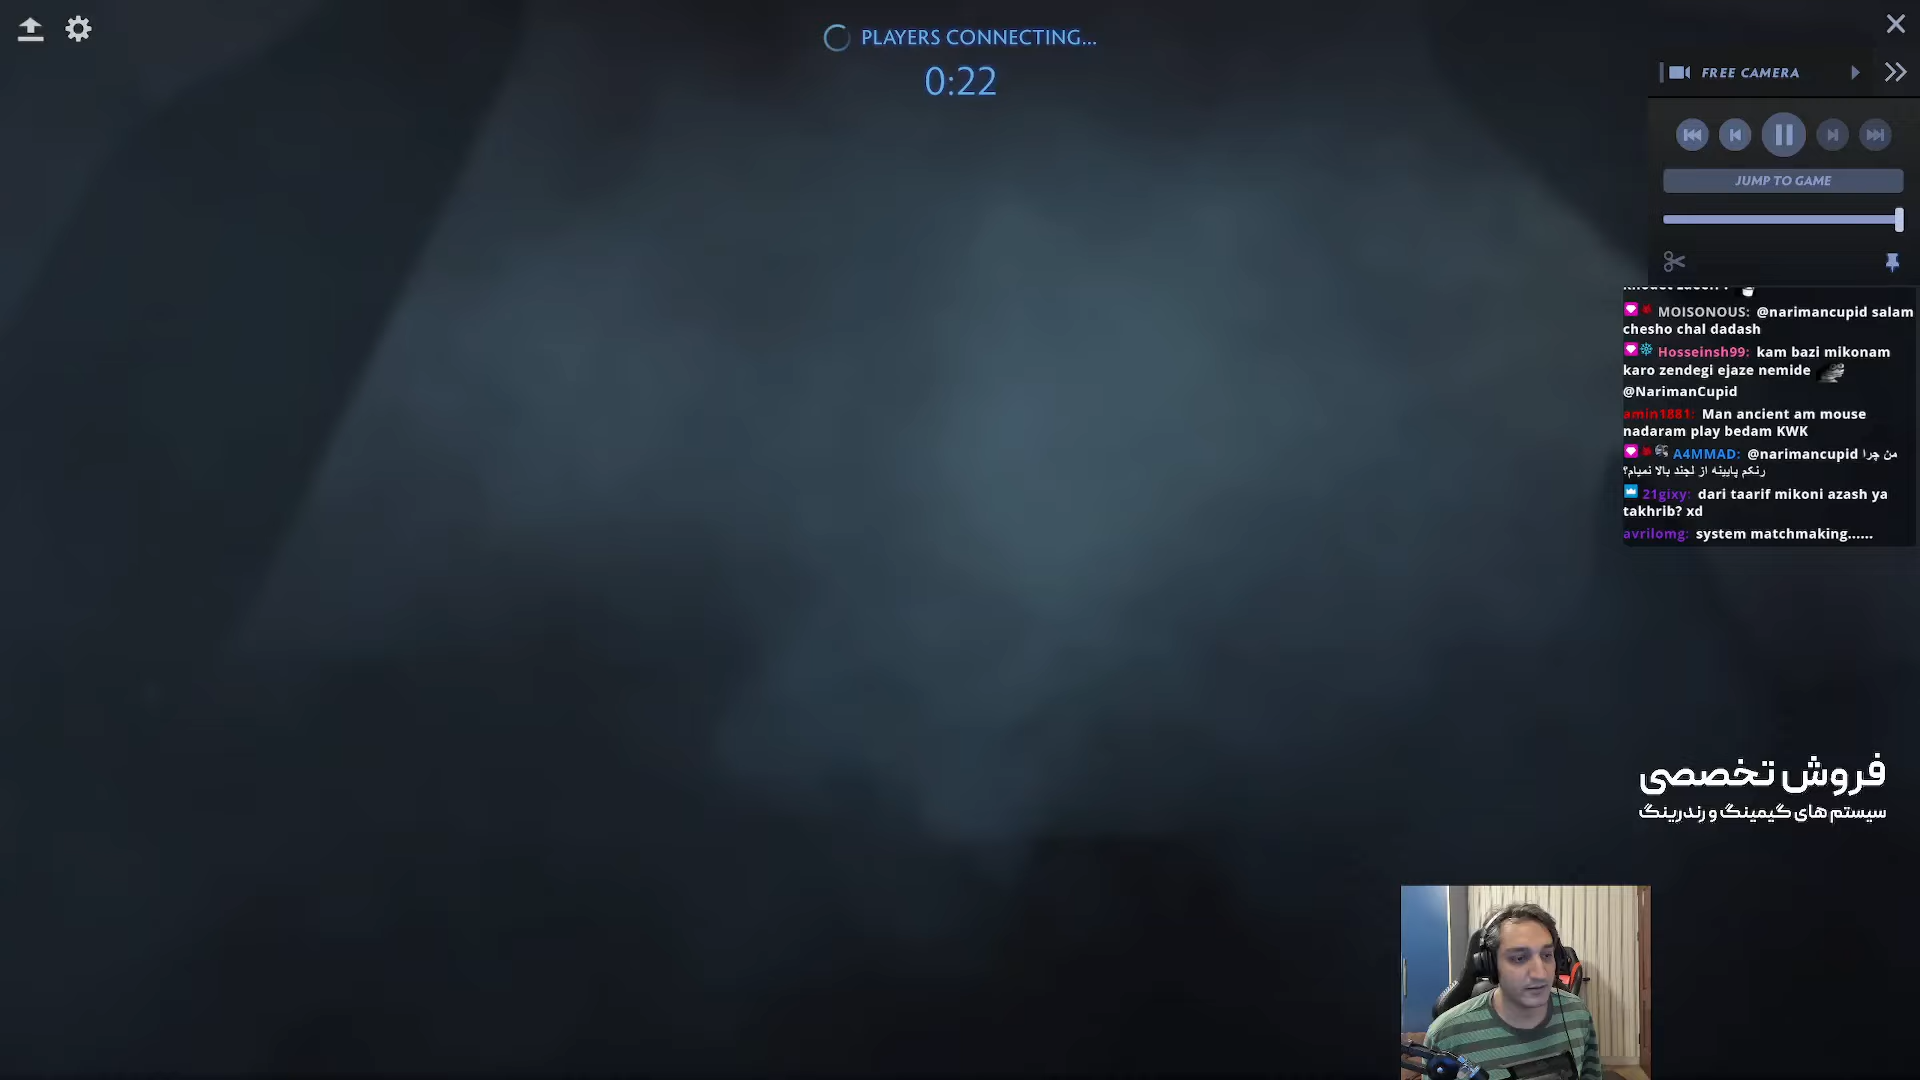 PLAYERS CONNECTING...
0:22
FREE CAMERA
JUMP TO GAME
MOISONOUS: @narimancupid salam
chesho chal dadash
Hosseinsh99: kam bazi mikonam
karo zendegi ejaze nemide
@NarimanCupid
amin1881: Man ancient am mouse
nadaram play bedam KWK
A4MMAD: @narimancupid من چرا
رنکم پایینه از لجند بالا نمیام؟
21gixy: dari taarif mikoni azash ya
takhrib? xd
avrilomg: system matchmaking......
فروش تخصصی
سیستم های گیمینگ و رندرینگ